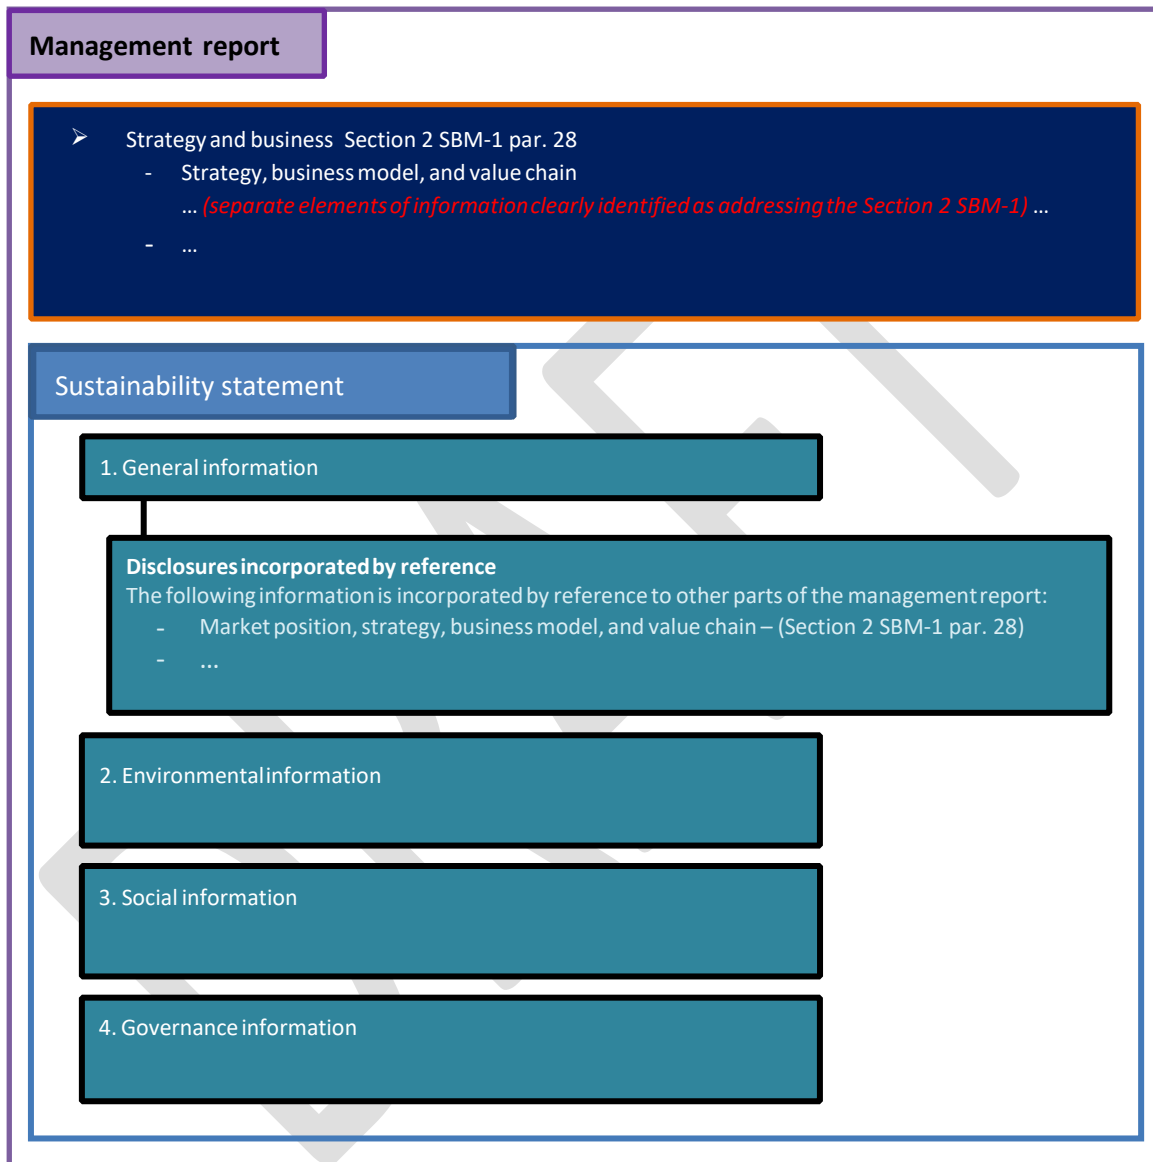 Management report
➢ Strategy and business Section 2 SBM-1 par. 28
- Strategy, business model, and value chain
... (separate elements of information clearly identified as addressing the Section 2 SBM-1) ...
- ...
Sustainability statement
1. General information
Disclosures incorporated by reference
The following information is incorporated by reference to other parts of the management report:
- Market position, strategy, business model, and value chain – (Section 2 SBM-1 par. 28)
- ...
2. Environmental information
3. Social information
4. Governance information